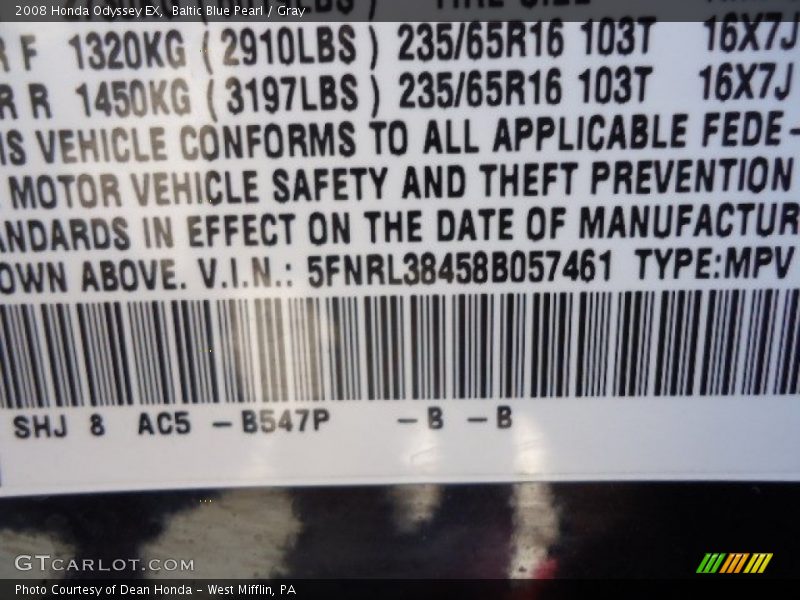 2008 Honda Odyssey EX, Baltic Blue Pearl / Gray
R F 1320KG (2910LBS) 235/65R16 103T 16X7J
R R 1450KG (3197LBS) 235/65R16 103T 16X7J
IS VEHICLE CONFORMS TO ALL APPLICABLE FEDE-
MOTOR VEHICLE SAFETY AND THEFT PREVENTION
ANDARDS IN EFFECT ON THE DATE OF MANUFACTUR
OWN ABOVE. V.I.N.: 5FNRL38458B057461 TYPE:MPV
SHJ 8 AC5 -B547P -B -B
GTCARLOT.COM
Photo Courtesy of Dean Honda - West Mifflin, PA